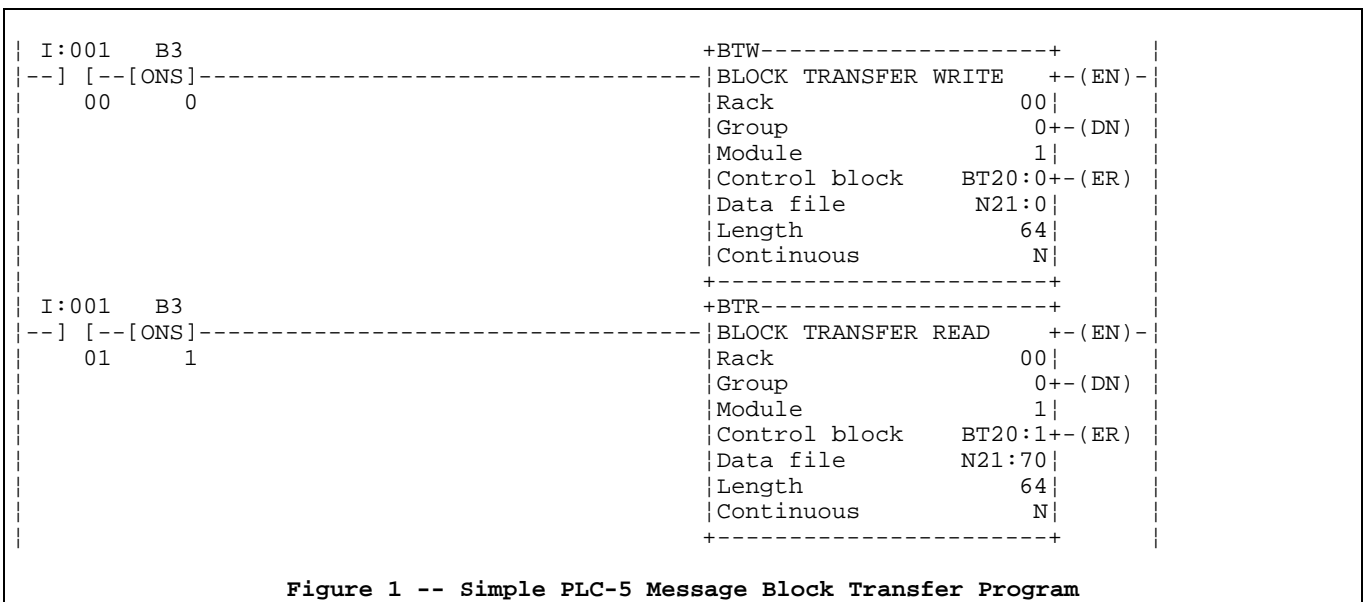 ¦ I:001   B3                                    +BTW--------------------+       ¦
¦--] [--[ONS]-----------------------------------¦BLOCK TRANSFER WRITE   +-(EN)-¦
¦   00     0                                    ¦Rack                 00¦       ¦
¦                                               ¦Group                 0+-(DN)  ¦
¦                                               ¦Module                1¦       ¦
¦                                               ¦Control block    BT20:0+-(ER)  ¦
¦                                               ¦Data file         N21:0¦       ¦
¦                                               ¦Length               64¦       ¦
¦                                               ¦Continuous            N¦       ¦
¦                                               +-----------------------+       ¦
¦ I:001   B3                                    +BTR--------------------+       ¦
¦--] [--[ONS]-----------------------------------¦BLOCK TRANSFER READ    +-(EN)-¦
¦   01     1                                    ¦Rack                 00¦       ¦
¦                                               ¦Group                 0+-(DN)  ¦
¦                                               ¦Module                1¦       ¦
¦                                               ¦Control block    BT20:1+-(ER)  ¦
¦                                               ¦Data file        N21:70¦       ¦
¦                                               ¦Length               64¦       ¦
¦                                               ¦Continuous            N¦       ¦
¦                                               +-----------------------+       ¦
Figure 1 -- Simple PLC-5 Message Block Transfer Program